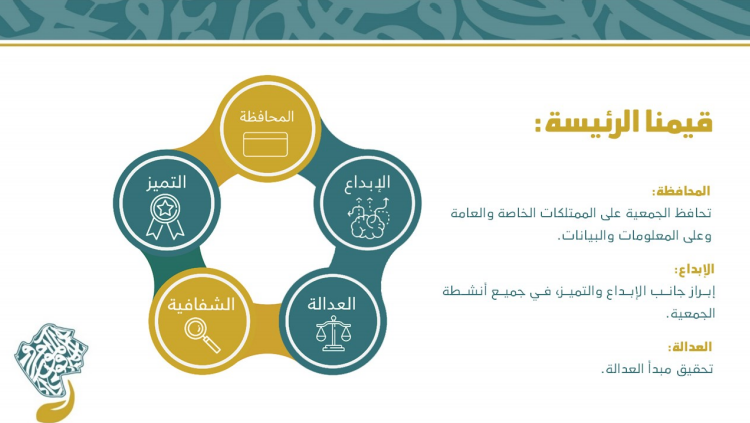 قيمنا الرئيسة:
المحافظة:
تحافظ الجمعية على الممتلكات الخاصة والعامة
وعلى المعلومات والبيانات.
الإبداع:
إبراز جانب الإبداع والتميز، في جميع أنشطة
الجمعية.
العدالة:
تحقيق مبدأ العدالة.
المحافظة
الإبداع
العدالة
الشفافية
التميز